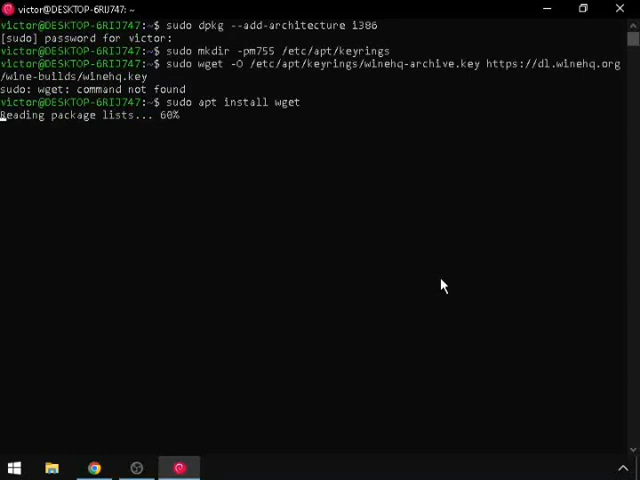 victor@DESKTOP-6RIJ747: ~
victor@DESKTOP-6RIJ747:~$ sudo dpkg --add-architecture i386
[sudo] password for victor:
victor@DESKTOP-6RIJ747:~$ sudo mkdir -pm755 /etc/apt/keyrings
victor@DESKTOP-6RIJ747:~$ sudo wget -O /etc/apt/keyrings/winehq-archive.key https://dl.winehq.org
/wine-builds/winehq.key
sudo: wget: command not found
victor@DESKTOP-6RIJ747:~$ sudo apt install wget
Reading package lists... 60%